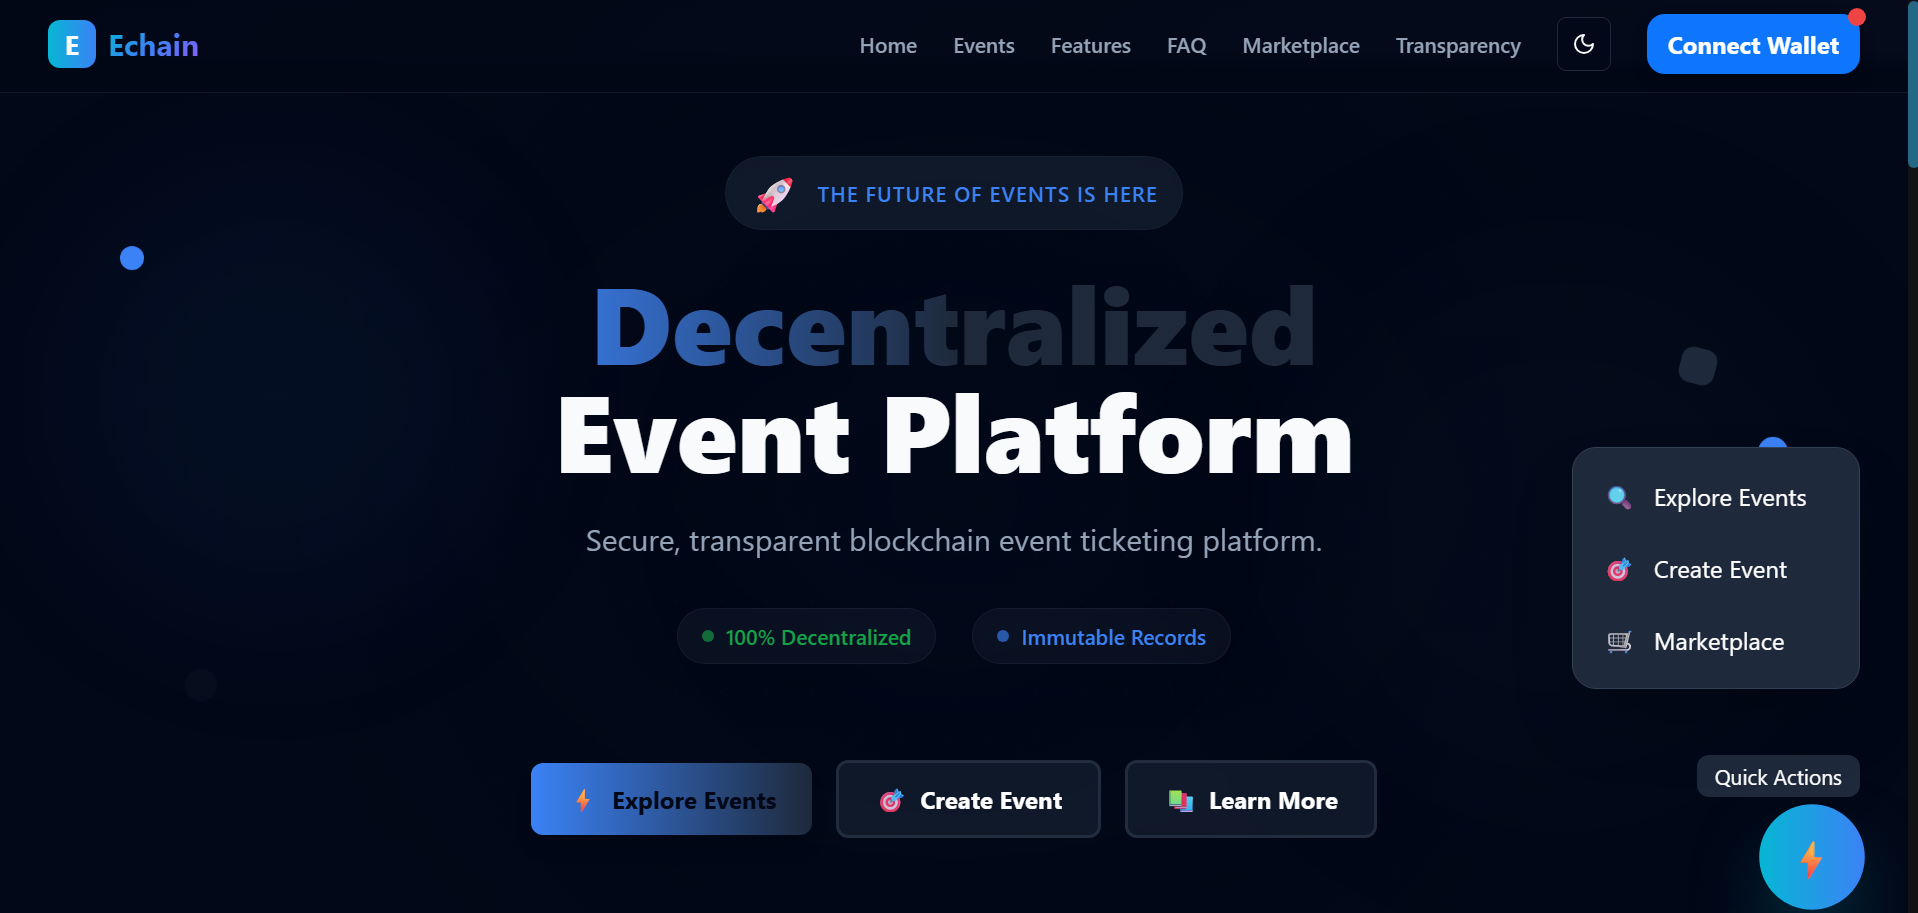 E Echain
Home Events Features FAQ Marketplace Transparency Connect Wallet
THE FUTURE OF EVENTS IS HERE
Decentralized
Event Platform
Secure, transparent blockchain event ticketing platform.
100% Decentralized Immutable Records
Explore Events Create Event Learn More
Explore Events
Create Event
Marketplace
Quick Actions